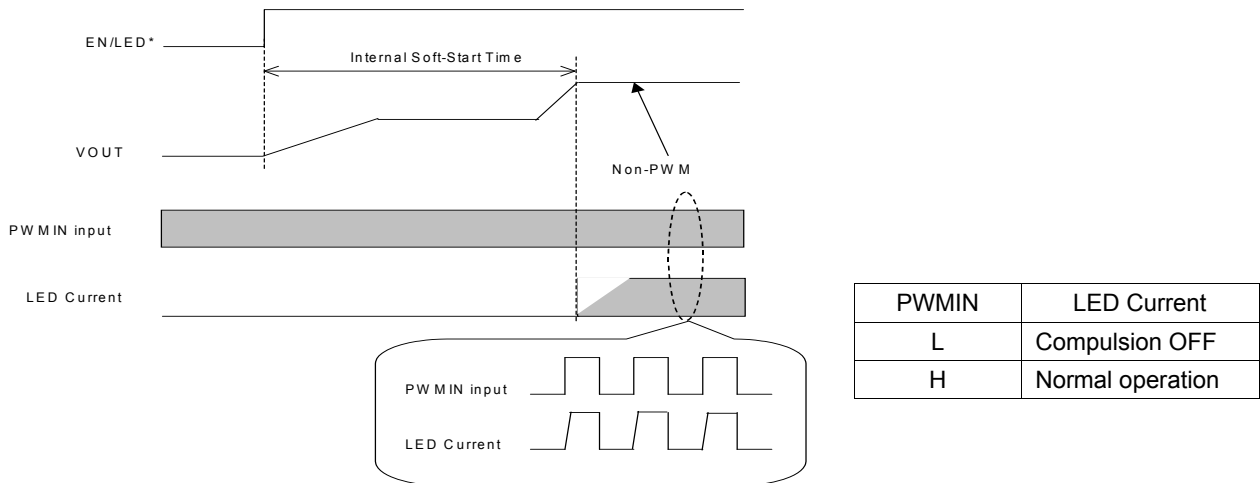 EN/LED*
Internal Soft-Start Time
VOUT
Non-PWM
PWMIN input
LED Current
PWMIN LED Current
L Compulsion OFF
H Normal operation
PWMIN input
LED Current